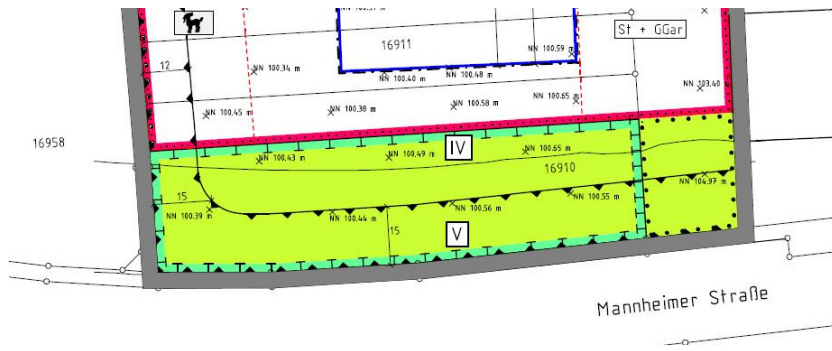 16911
St + GGar
NN 100.59 m
12
NN 100.34 m
NN 100.40 m
NN 100.48 m
NN 103.40
NN 100.45 m
NN 100.38 m
NN 100.58 m
NN 100.65 m
16958
IV
NN 100.43 m
NN 100.49 m
NN 100.65 m
16910
NN 104.97 m
15
NN 100.39 m
NN 100.44 m
NN 100.56 m
NN 100.55 m
15
V
Mannheimer Straße